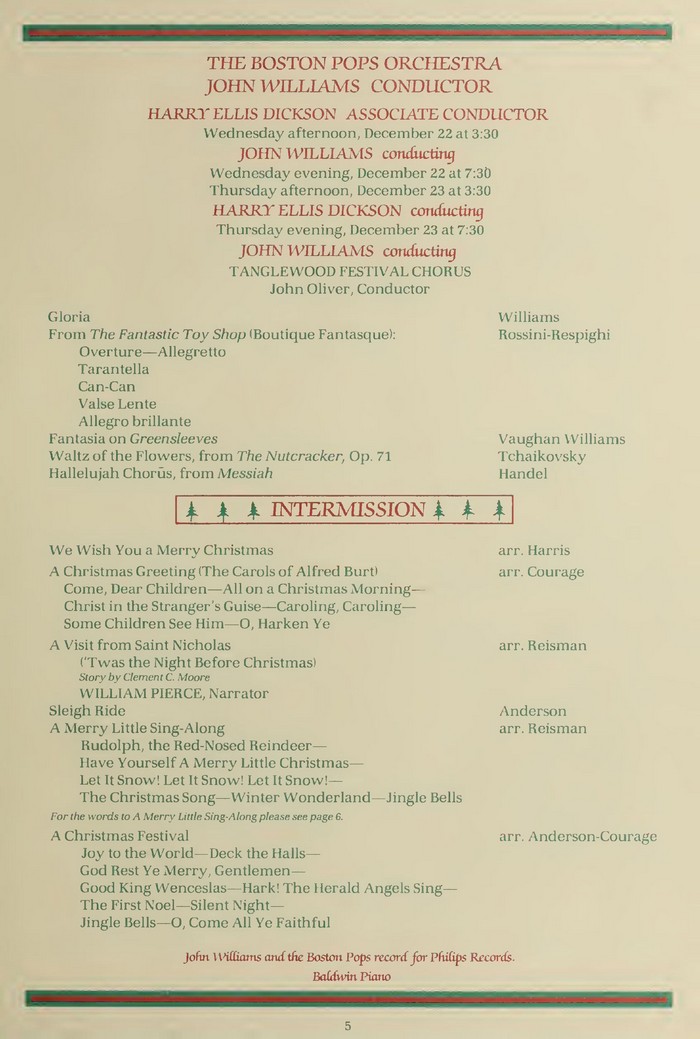 THE BOSTON POPS ORCHESTRA
JOHN WILLIAMS CONDUCTOR
HARRY ELLIS DICKSON ASSOCIATE CONDUCTOR
Wednesday afternoon, December 22 at 3:30
JOHN WILLIAMS conducting
Wednesday evening, December 22 at 7:30
Thursday afternoon, December 23 at 3:30
HARRY ELLIS DICKSON conducting
Thursday evening, December 23 at 7:30
JOHN WILLIAMS conducting
TANGLEWOOD FESTIVAL CHORUS
John Oliver, Conductor
Gloria Williams
From The Fantastic Toy Shop (Boutique Fantasque): Rossini-Respighi
Overture—Allegretto
Tarantella
Can-Can
Valse Lente
Allegro brillante
Fantasia on Greensleeves Vaughan Williams
Waltz of the Flowers, from The Nutcracker, Op. 71 Tchaikovsky
Hallelujah Chorus, from Messiah Handel
INTERMISSION
We Wish You a Merry Christmas arr. Harris
A Christmas Greeting (The Carols of Alfred Burt) arr. Courage
Come, Dear Children—All on a Christmas Morning—
Christ in the Stranger's Guise—Caroling, Caroling—
Some Children See Him—O, Harken Ye
A Visit from Saint Nicholas arr. Reisman
('Twas the Night Before Christmas)
Story by Clement C. Moore
WILLIAM PIERCE, Narrator
Sleigh Ride Anderson
A Merry Little Sing-Along arr. Reisman
Rudolph, the Red-Nosed Reindeer—
Have Yourself A Merry Little Christmas—
Let It Snow! Let It Snow! Let It Snow!—
The Christmas Song—Winter Wonderland—Jingle Bells
For the words to A Merry Little Sing-Along please see page 6.
A Christmas Festival arr. Anderson-Courage
Joy to the World—Deck the Halls—
God Rest Ye Merry, Gentlemen—
Good King Wenceslas—Hark! The Herald Angels Sing—
The First Noel—Silent Night—
Jingle Bells—O, Come All Ye Faithful
John Williams and the Boston Pops record for Philips Records.
Baldwin Piano
5